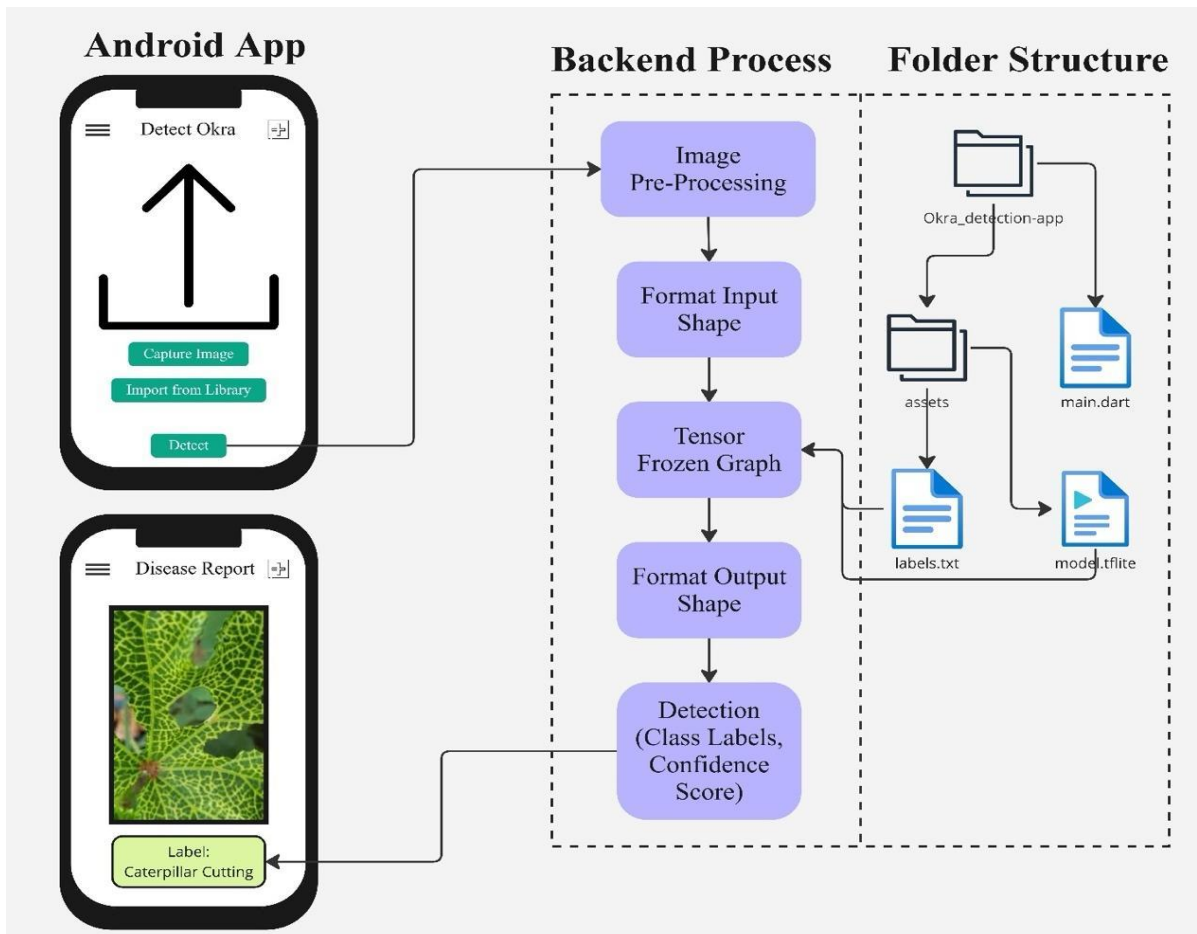 Android App
Detect Okra
Capture Image
Import from Library
Detect
Disease Report
Label:
Caterpillar Cutting
Backend Process
Image
Pre-Processing
Format Input
Shape
Tensor
Frozen Graph
Format Output
Shape
Detection
(Class Labels,
Confidence
Score)
Folder Structure
Okra_detection-app
assets
main.dart
labels.txt
model.tflite